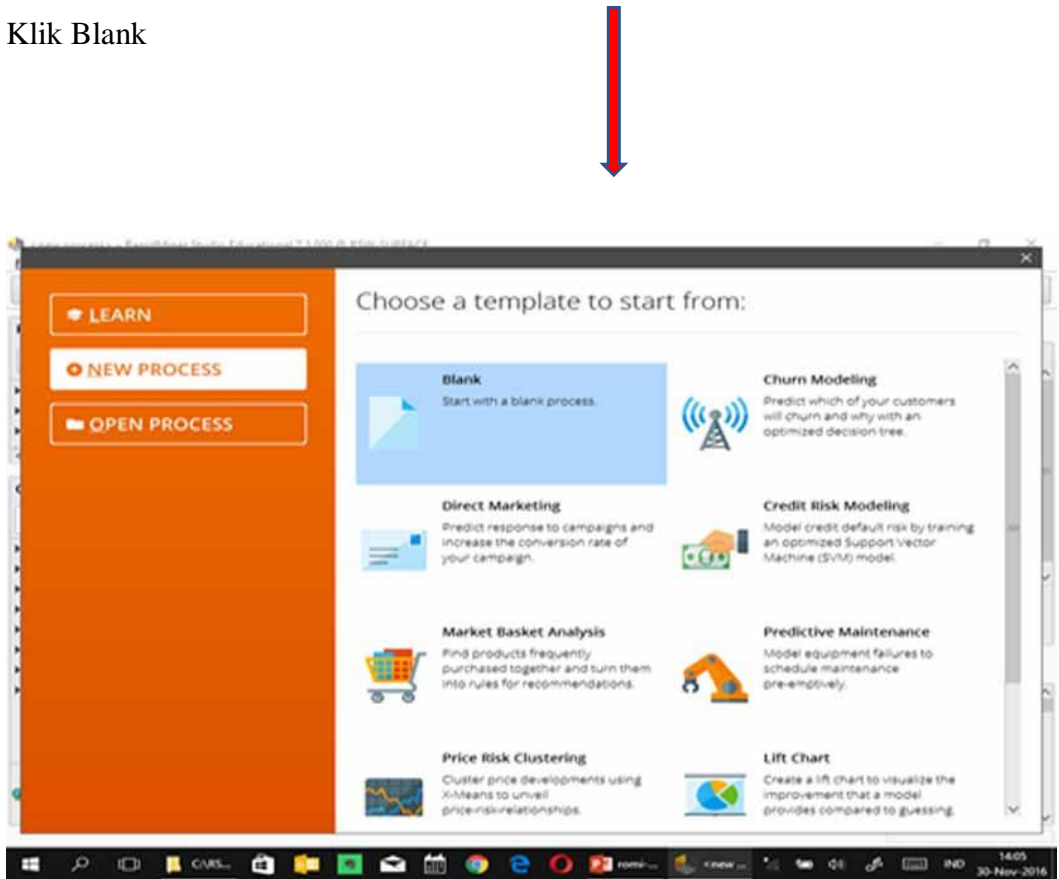 Klik Blank
LEARN
NEW PROCESS
OPEN PROCESS
Choose a template to start from:
Blank
Start with a blank process.
Churn Modeling
Predict which of your customers
will churn and why with an
optimized decision tree.
Direct Marketing
Predict response to campaigns and
increase the conversion rate of
your campaign.
Credit Risk Modeling
Model credit default risk by training
an optimized Support Vector
Machine (SVM) model.
Market Basket Analysis
Find products frequently
purchased together and turn them
into rules for recommendations.
Predictive Maintenance
Model equipment failures to
schedule maintenance
pre-emptively.
Price Risk Clustering
Cluster price developments using
X-Means to unveil
price-risk-relationships.
Lift Chart
Create a lift chart to visualize the
improvement that a model
provides compared to guessing.
CARS...
romi-...
<new ...
IND
14:05
30-Nov-2016